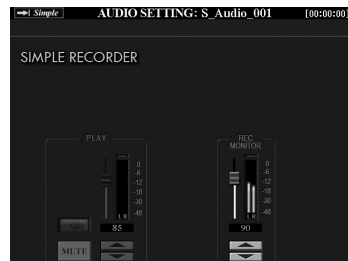 Simple AUDIO SETTING: S_Audio_001 [00:00:00]
SIMPLE RECORDER
PLAY
REC
MONITOR
0
-6
-12
-18
-30
-48
L R
85
MUTE
0
-6
-12
-18
-30
-48
L R
90